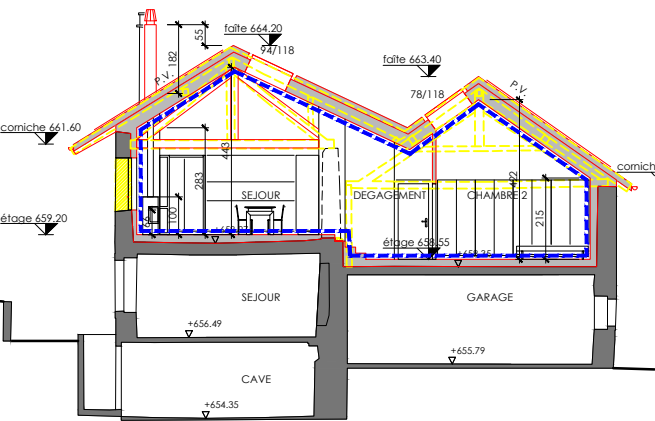 faîte 664.20
94/118
55
182
P.V.
faîte 663.40
78/118
P.V.
corniche 661.60
cornich
443
283
422
SEJOUR
DEGAGEMENT
CHAMBRE 2
100
215
étage 659.20
étage 658.55
SEJOUR
GARAGE
+656.49
+655.79
CAVE
+654.35